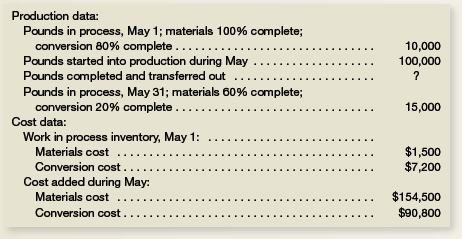 Production data:
Pounds in process, May 1; materials 100% complete;
conversion 80% complete . . . . . . . . . . . . . . . . . . . . . . . . . . . . . . . . . 10,000
Pounds started into production during May . . . . . . . . . . . . . . . . . . . . 100,000
Pounds completed and transferred out . . . . . . . . . . . . . . . . . . . . . . . ?
Pounds in process, May 31; materials 60% complete;
conversion 20% complete . . . . . . . . . . . . . . . . . . . . . . . . . . . . . . . . . 15,000
Cost data:
Work in process inventory, May 1: . . . . . . . . . . . . . . . . . . . . . . . . . . .
Materials cost . . . . . . . . . . . . . . . . . . . . . . . . . . . . . . . . . . . . . . . . . . $1,500
Conversion cost . . . . . . . . . . . . . . . . . . . . . . . . . . . . . . . . . . . . . . . . . $7,200
Cost added during May:
Materials cost . . . . . . . . . . . . . . . . . . . . . . . . . . . . . . . . . . . . . . . . . . $154,500
Conversion cost . . . . . . . . . . . . . . . . . . . . . . . . . . . . . . . . . . . . . . . . . $90,800